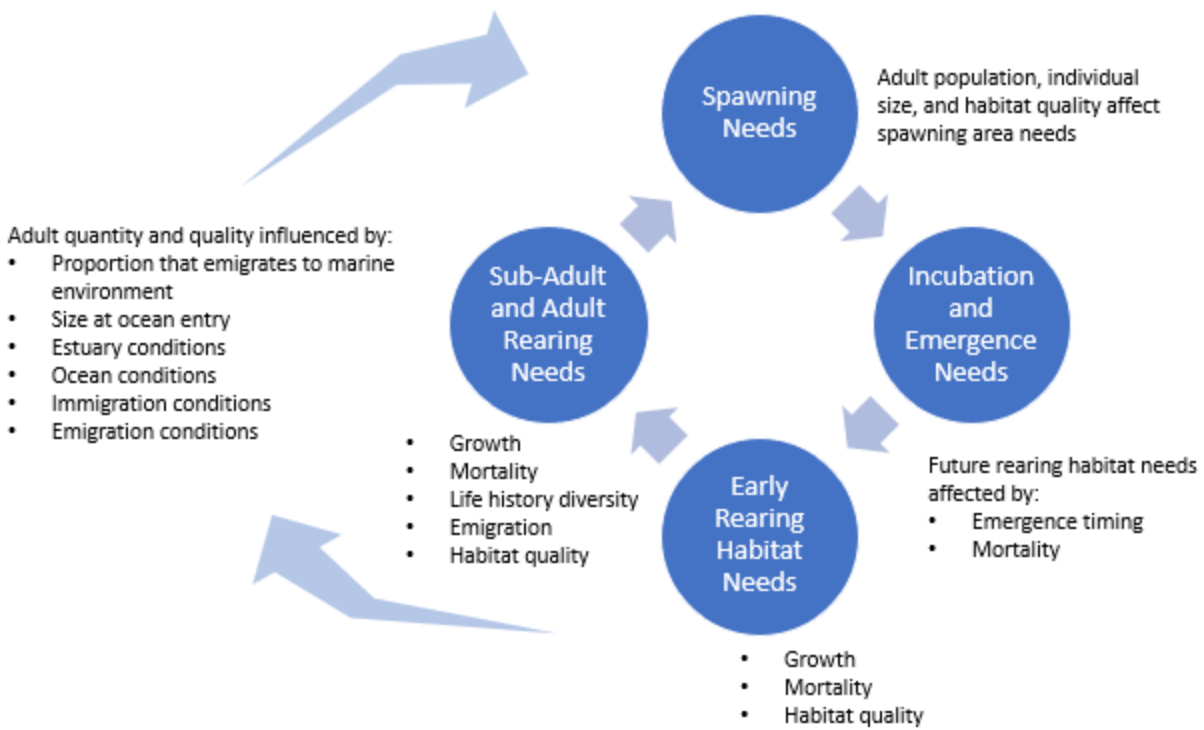 Spawning
Needs
Adult population, individual
size, and habitat quality affect
spawning area needs
Adult quantity and quality influenced by:
• Proportion that emigrates to marine
environment
• Size at ocean entry
• Estuary conditions
• Ocean conditions
• Immigration conditions
• Emigration conditions
Sub-Adult
and Adult
Rearing
Needs
Incubation
and
Emergence
Needs
• Growth
• Mortality
• Life history diversity
• Emigration
• Habitat quality
Early
Rearing
Habitat
Needs
Future rearing habitat needs
affected by:
• Emergence timing
• Mortality
• Growth
• Mortality
• Habitat quality